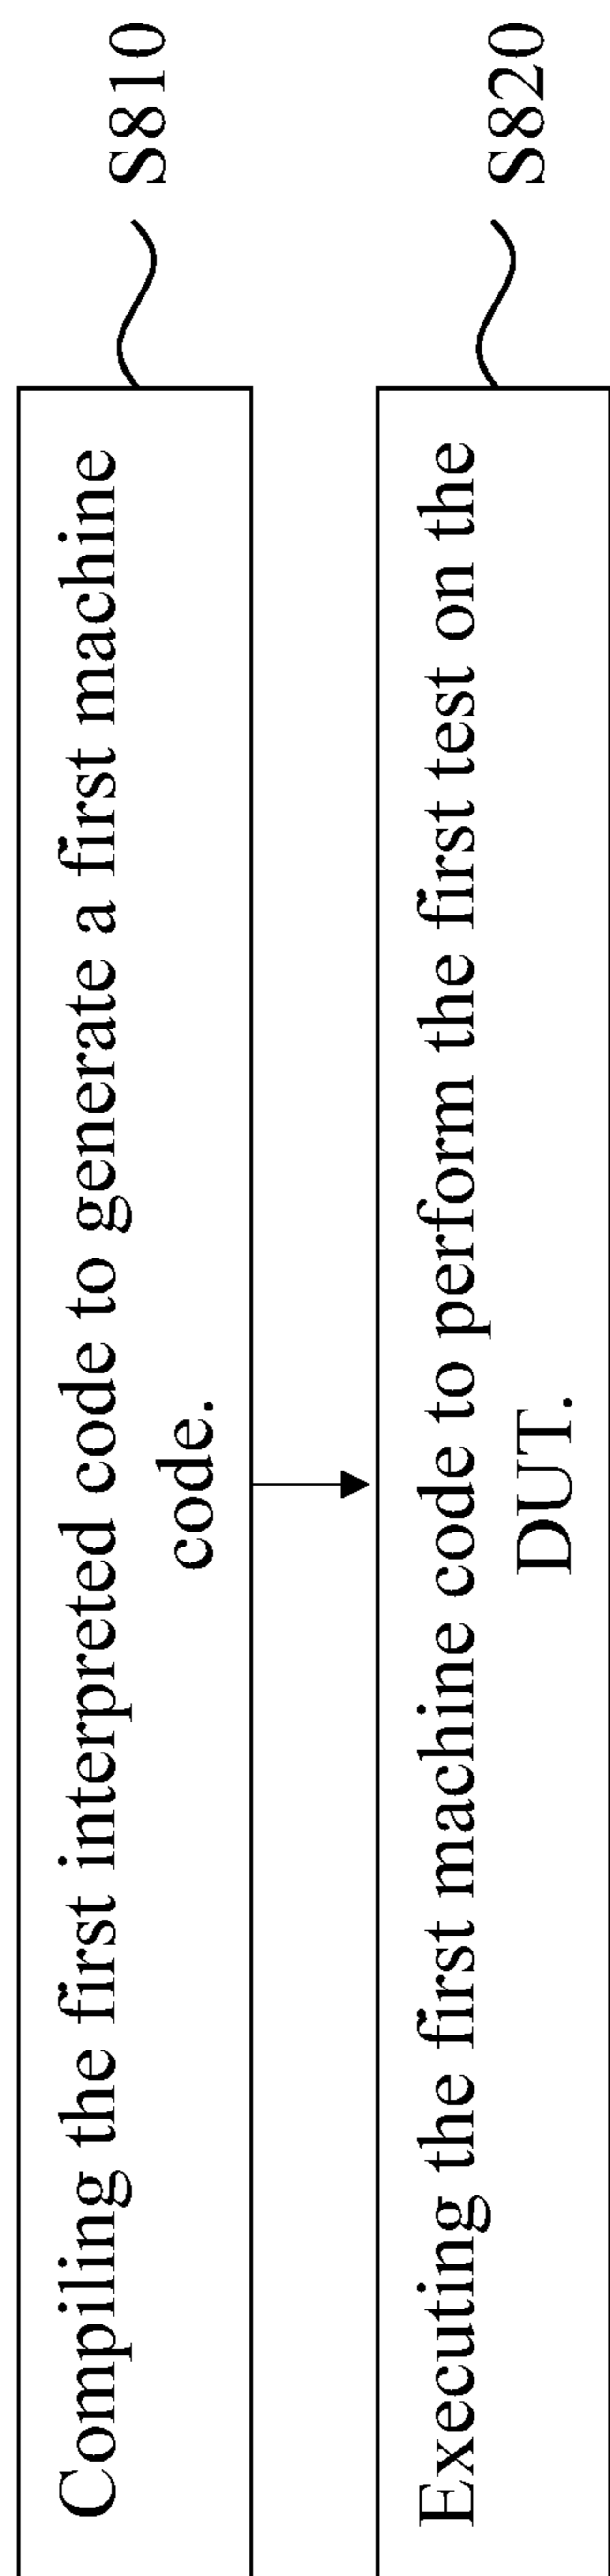 Compiling the first interpreted code to generate a first machine
code.
S810
Executing the first machine code to perform the first test on the
DUT.
S820